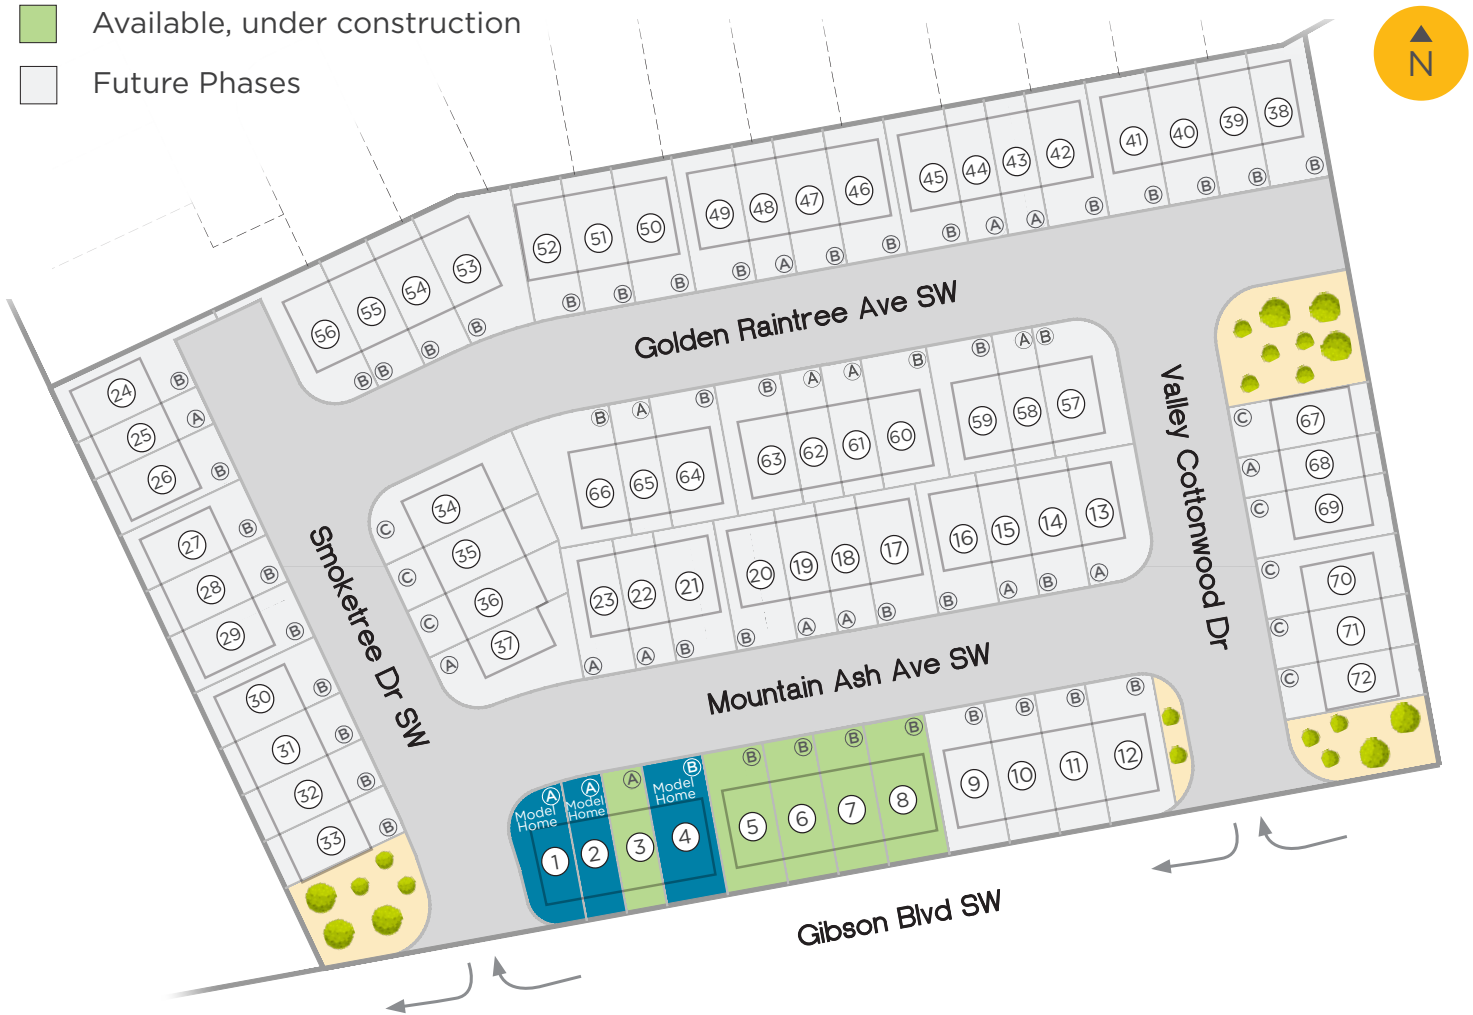 Available, under construction
Future Phases
N
38
39
40
41
B
B
B
B
42
43
44
45
B
A
A
B
46
47
48
49
B
B
A
B
50
51
52
B
B
B
53
54
55
56
B
B
B
B
Golden Raintree Ave SW
24
B
25
A
26
B
27
B
28
B
29
B
30
B
31
B
32
B
33
B
Smoketree Dr SW
C
34
C
35
C
36
A
37
B
A
B
66
65
64
B
A
A
B
63
62
61
60
B
A
B
59
58
57
23
22
21
A
A
B
20
19
18
17
B
A
A
B
16
15
14
13
B
A
B
A
Valley Cottonwood Dr
C
67
A
68
C
69
C
70
C
71
C
72
Mountain Ash Ave SW
A
Model
Home
1
A
Model
Home
2
A
3
B
Model
Home
4
B
B
B
B
5
6
7
8
B
B
B
B
9
10
11
12
Gibson Blvd SW